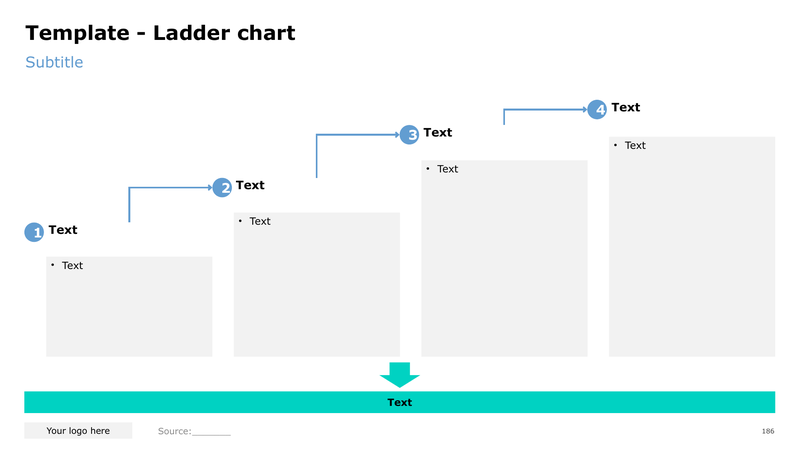 Template - Ladder chart
Subtitle
1 Text
• Text
2 Text
• Text
3 Text
• Text
4 Text
• Text
Text
Your logo here
Source:_______
186